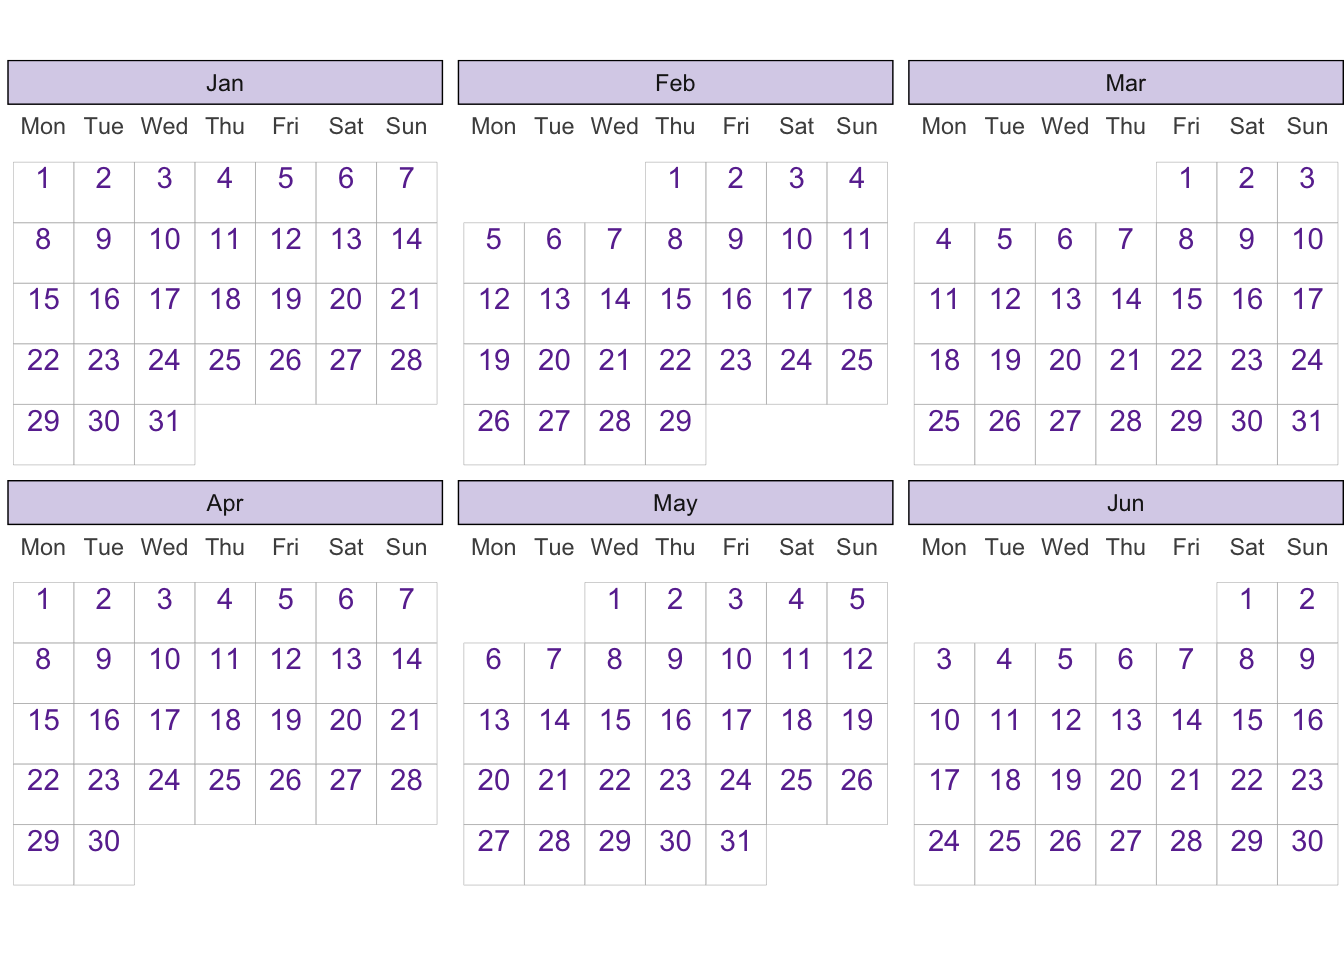 Jan Feb Mar
Mon Tue Wed Thu Fri Sat Sun Mon Tue Wed Thu Fri Sat Sun Mon Tue Wed Thu Fri Sat Sun
1 2 3 4 5 6 7 1 2 3 4 1 2 3
8 9 10 11 12 13 14 5 6 7 8 9 10 11 4 5 6 7 8 9 10
15 16 17 18 19 20 21 12 13 14 15 16 17 18 11 12 13 14 15 16 17
22 23 24 25 26 27 28 19 20 21 22 23 24 25 18 19 20 21 22 23 24
29 30 31 26 27 28 29 25 26 27 28 29 30 31
Apr May Jun
Mon Tue Wed Thu Fri Sat Sun Mon Tue Wed Thu Fri Sat Sun Mon Tue Wed Thu Fri Sat Sun
1 2 3 4 5 6 7 1 2 3 4 5 1 2
8 9 10 11 12 13 14 6 7 8 9 10 11 12 3 4 5 6 7 8 9
15 16 17 18 19 20 21 13 14 15 16 17 18 19 10 11 12 13 14 15 16
22 23 24 25 26 27 28 20 21 22 23 24 25 26 17 18 19 20 21 22 23
29 30 27 28 29 30 31 24 25 26 27 28 29 30